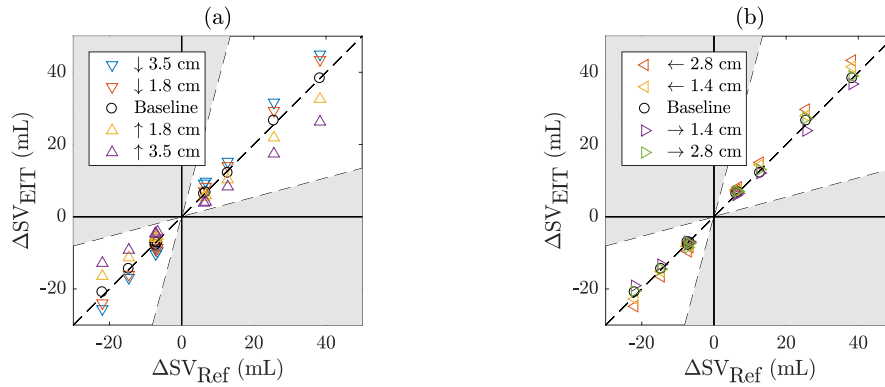 (a)
↓ 3.5 cm
↓ 1.8 cm
Baseline
↑ 1.8 cm
↑ 3.5 cm
40
20
0
-20
ΔSV_EIT (mL)
-20 0 20 40
ΔSV_Ref (mL)
(b)
← 2.8 cm
← 1.4 cm
Baseline
→ 1.4 cm
→ 2.8 cm
40
20
0
-20
ΔSV_EIT (mL)
-20 0 20 40
ΔSV_Ref (mL)